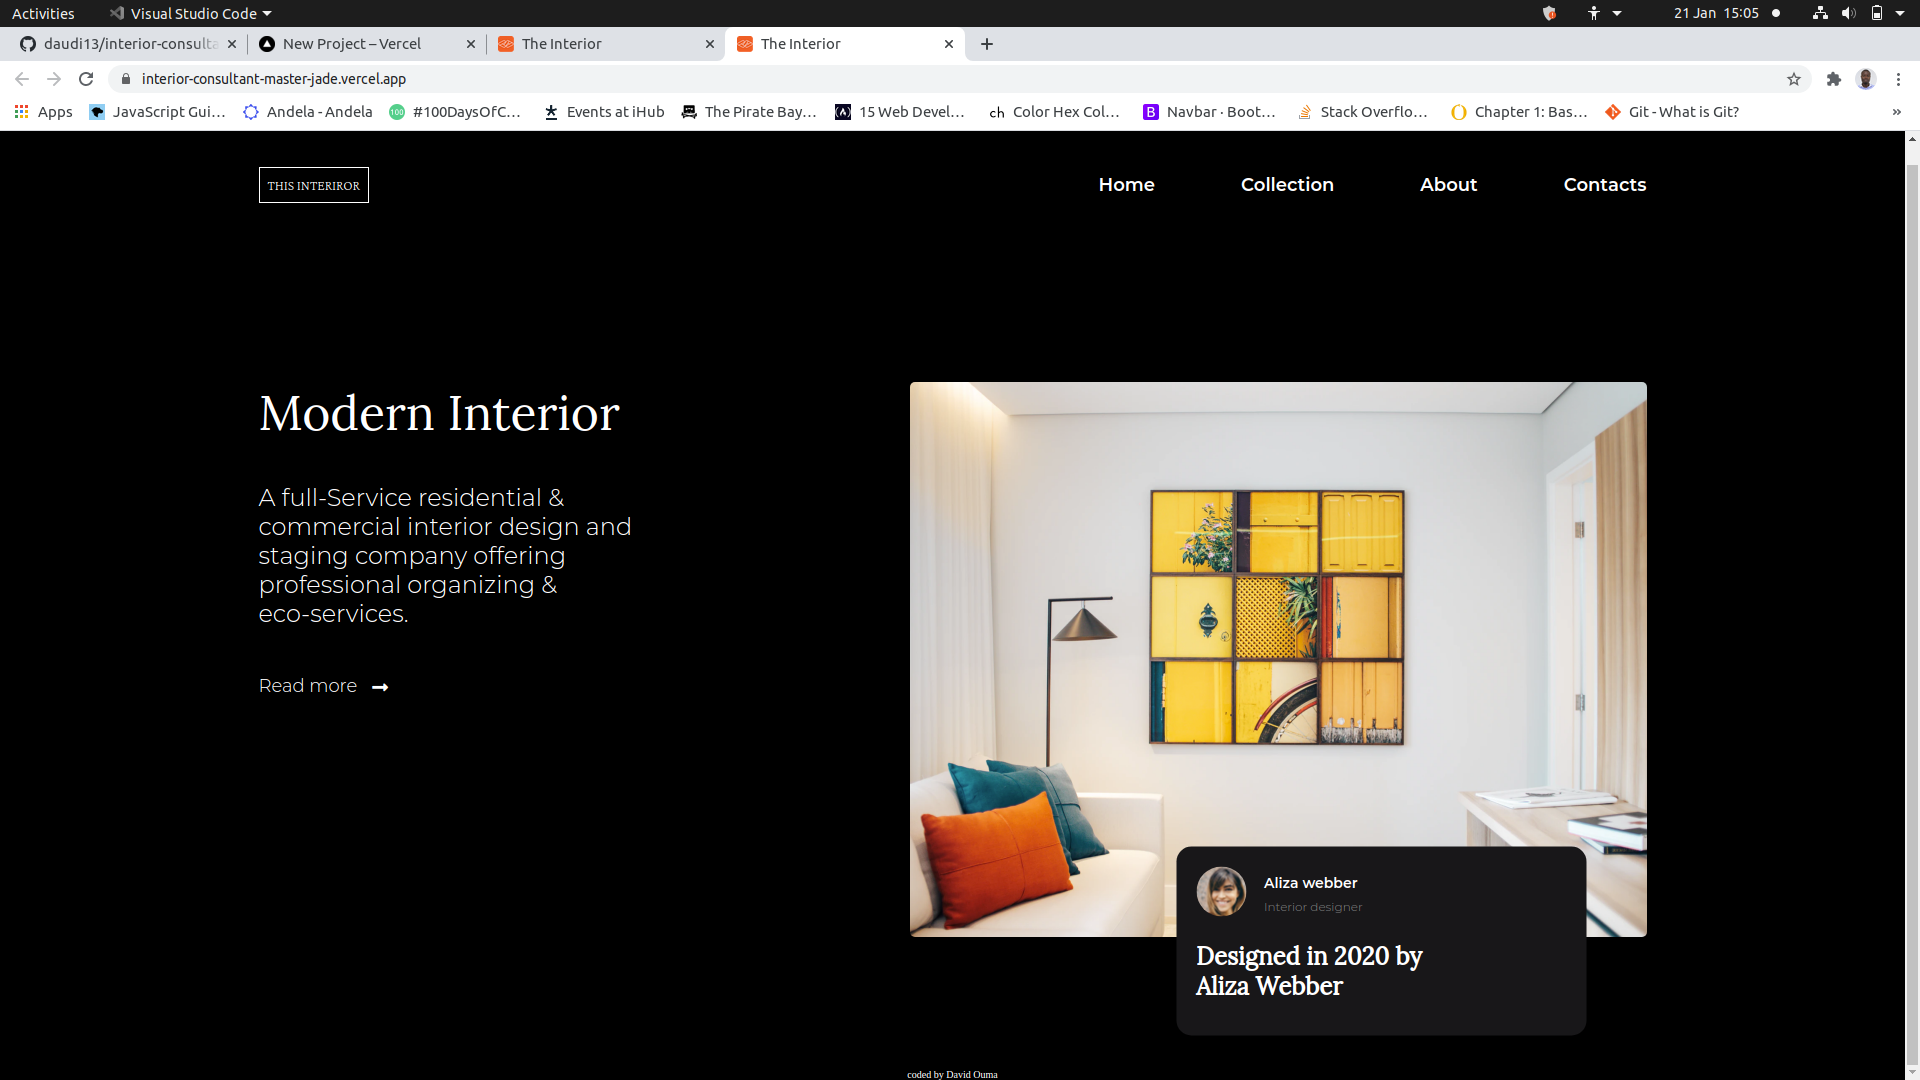 Activities
Visual Studio Code
21 Jan 15:05
daudi13/interior-consulta
New Project – Vercel
The Interior
The Interior
interior-consultant-master-jade.vercel.app
Apps
JavaScript Gui…
Andela - Andela
100
#100DaysOfC…
Events at iHub
The Pirate Bay…
(A)
15 Web Devel…
ch
Color Hex Col…
B
Navbar · Boot…
Stack Overflo…
Chapter 1: Bas…
Git - What is Git?
»
THIS INTERIROR
Home
Collection
About
Contacts
Modern Interior
A full-Service residential &
commercial interior design and
staging company offering
professional organizing &
eco-services.
Read more
Aliza webber
Interior designer
Designed in 2020 by
Aliza Webber
coded by David Ouma